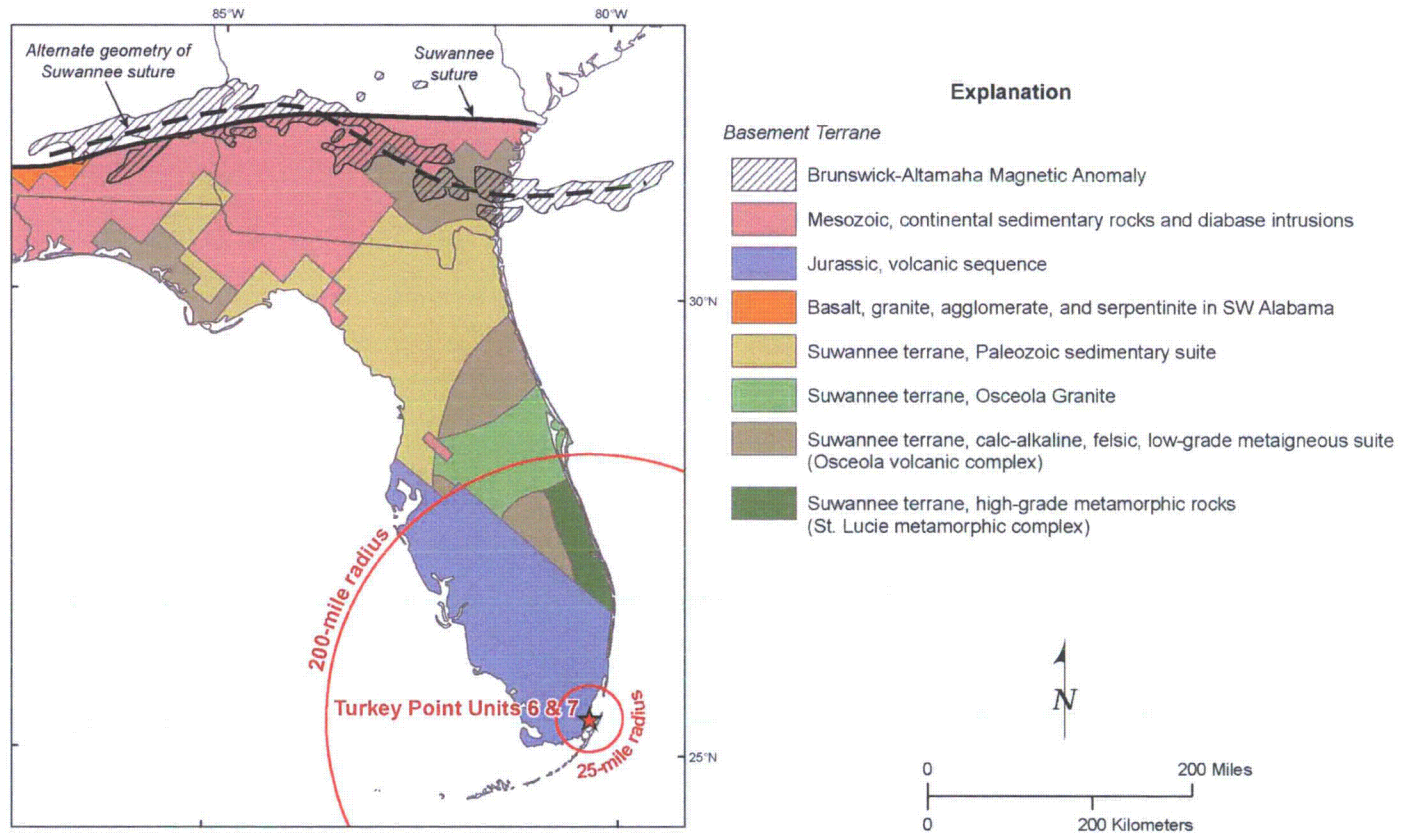 85°W
80°W
Alternate geometry of
Suwannee suture
Suwannee
suture
30°N
200-mile radius
Turkey Point Units 6 & 7
25-mile radius
25°N
Explanation
Basement Terrane
Brunswick-Altamaha Magnetic Anomaly
Mesozoic, continental sedimentary rocks and diabase intrusions
Jurassic, volcanic sequence
Basalt, granite, agglomerate, and serpentinite in SW Alabama
Suwannee terrane, Paleozoic sedimentary suite
Suwannee terrane, Osceola Granite
Suwannee terrane, calc-alkaline, felsic, low-grade metaigneous suite
(Osceola volcanic complex)
Suwannee terrane, high-grade metamorphic rocks
(St. Lucie metamorphic complex)
N
0
200 Miles
0
200 Kilometers